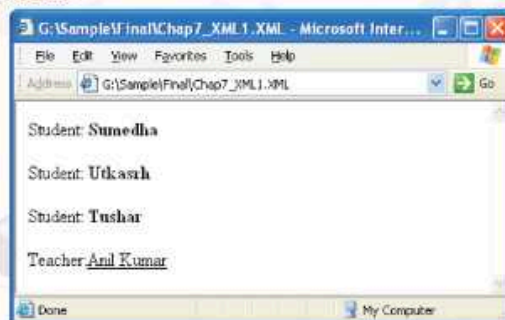 G:\Sample\Final\Chap7_XML1.XML - Microsoft Inter...
File Edit View Favorites Tools Help
Address G:\Sample\Final\Chap7_XML1.XML Go
Student: Sumedha
Student: Utkasrh
Student: Tushar
Teacher:Anil Kumar
Done My Computer